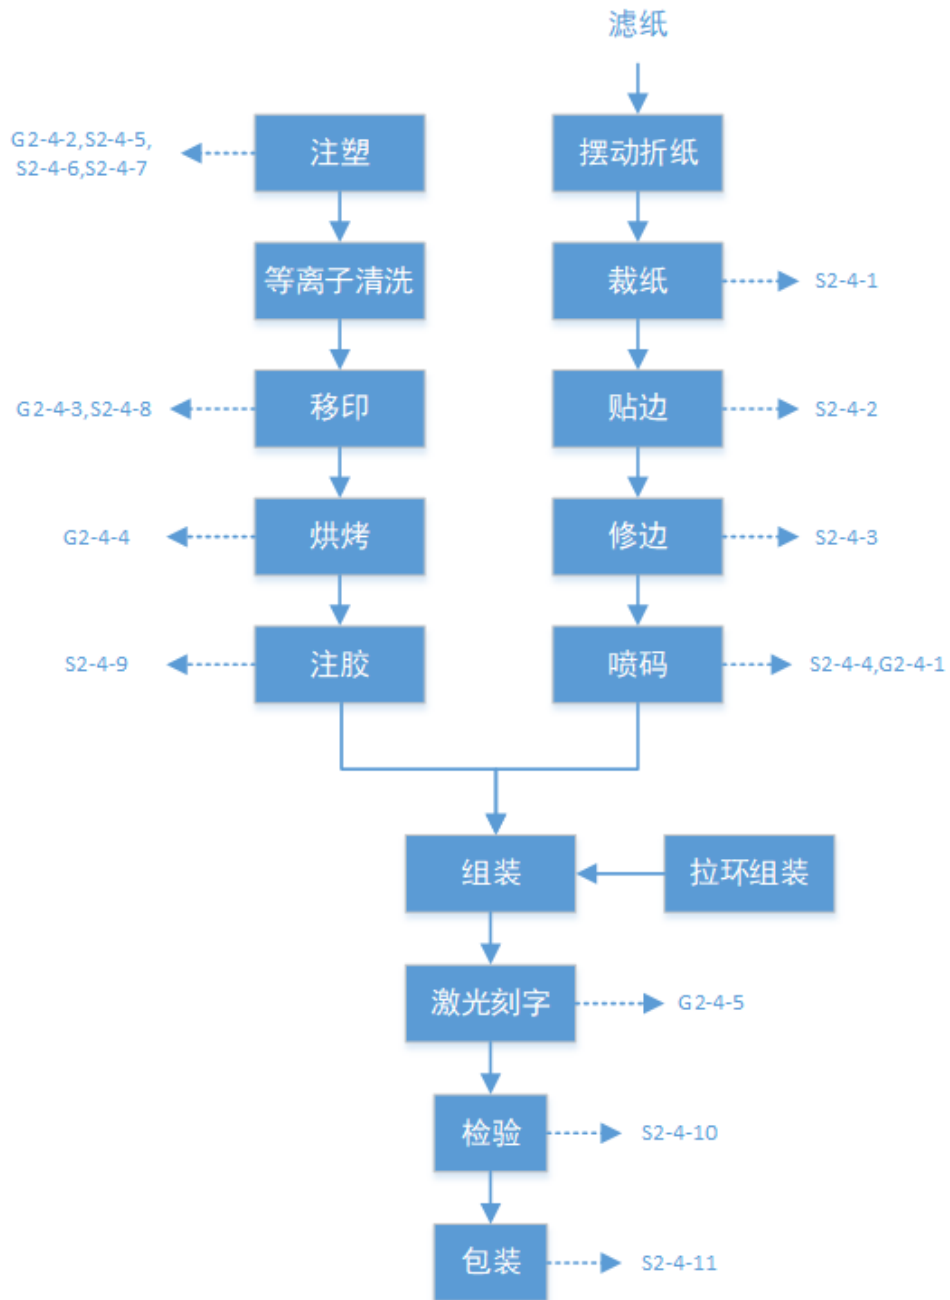 滤纸
G2-4-2,S2-4-5,
S2-4-6,S2-4-7
注塑
摆动折纸
等离子清洗
裁纸
S2-4-1
G2-4-3,S2-4-8
移印
贴边
S2-4-2
G2-4-4
烘烤
修边
S2-4-3
S2-4-9
注胶
喷码
S2-4-4,G2-4-1
组装
拉环组装
激光刻字
G2-4-5
检验
S2-4-10
包装
S2-4-11